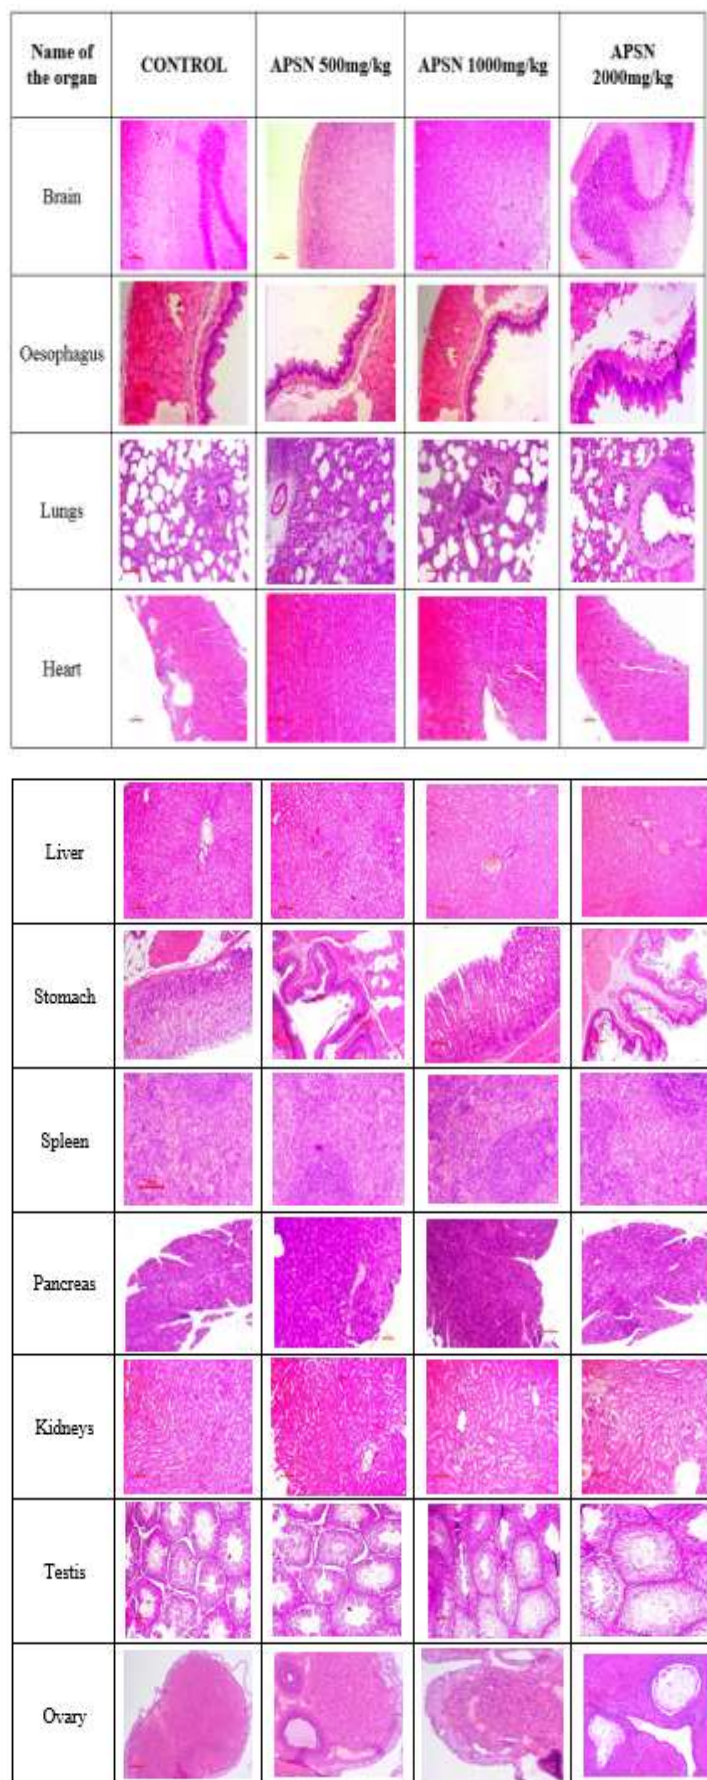 Name of
the organ
CONTROL
APSN 500mg/kg
APSN 1000mg/kg
APSN
2000mg/kg
Brain
Oesophagus
Lungs
Heart
Liver
Stomach
Spleen
Pancreas
Kidneys
Testis
Ovary